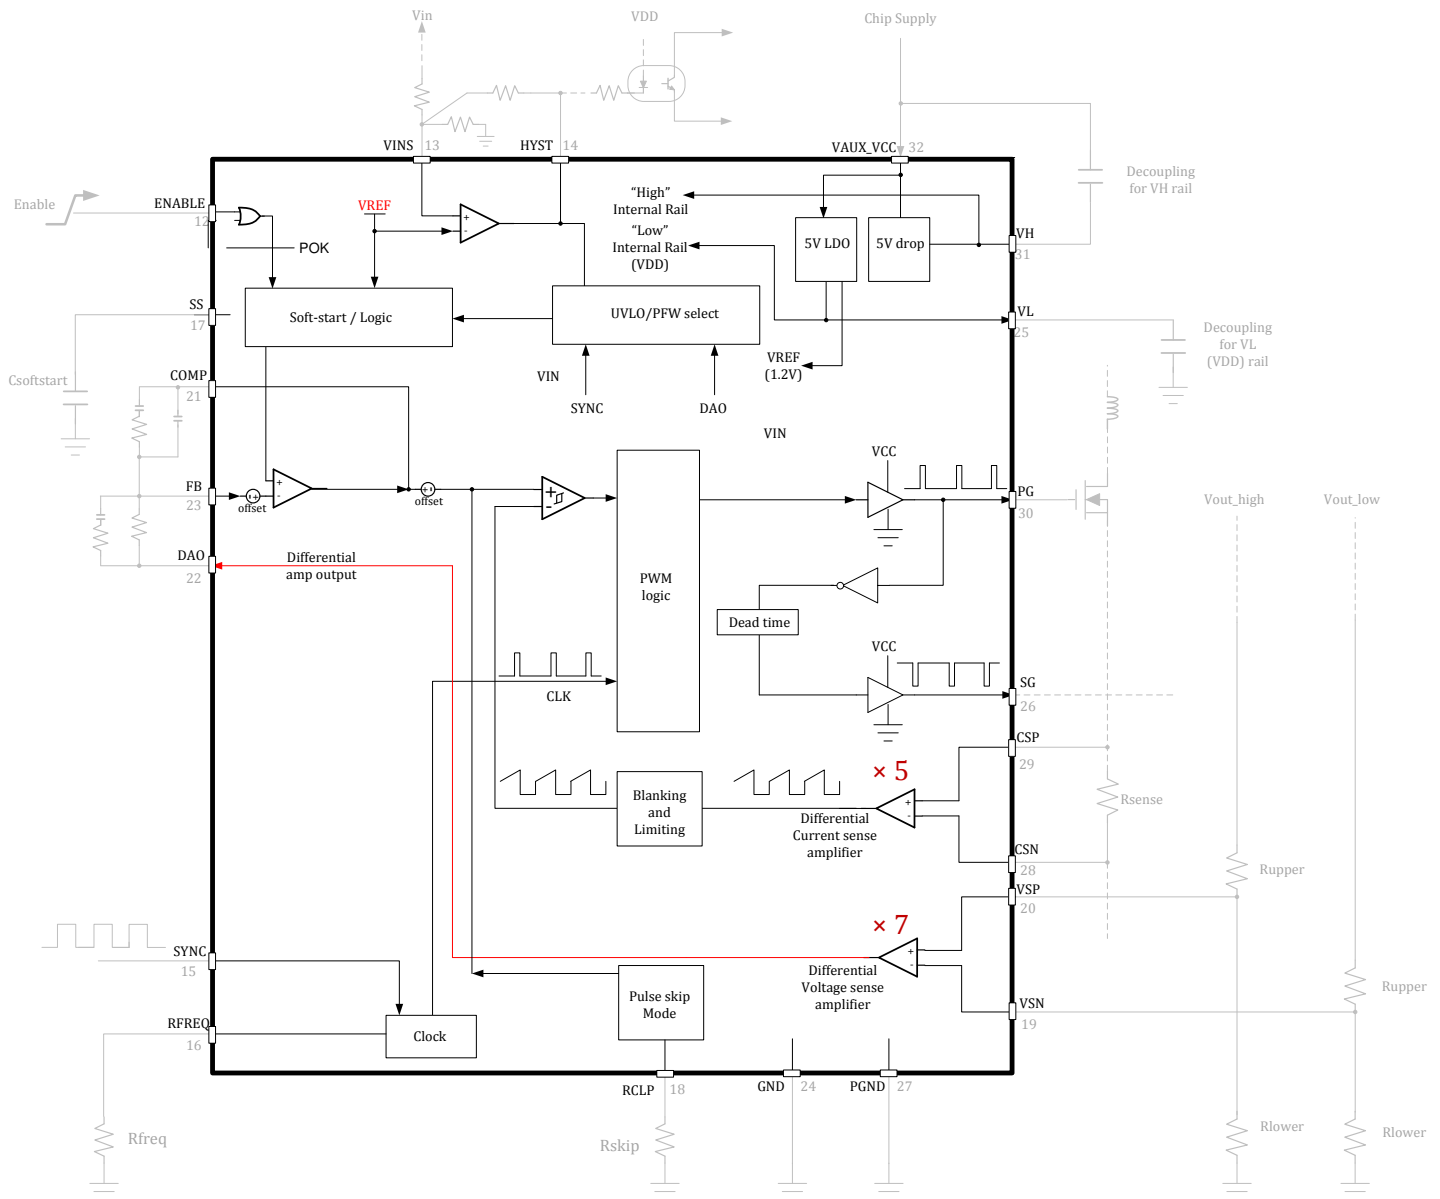 Vin
VDD
Chip Supply
VINS
13
HYST
14
VAUX_VCC
32
Decoupling
for VH rail
Enable
ENABLE
12
VREF
+
-
"High"
Internal Rail
"Low"
Internal Rail
(VDD)
5V LDO
5V drop
VH
31
POK
SS
17
Soft-start / Logic
UVLO/PFW select
VL
25
Decoupling
for VL
(VDD) rail
VREF
(1.2V)
VIN
SYNC
DAO
VIN
Csoftstart
COMP
21
FB
23
offset
+
-
offset
+
-
PWM
logic
VCC
PG
30
Vout_high
Vout_low
DAO
22
Differential
amp output
Dead time
VCC
SG
26
CLK
CSP
29
× 5
Blanking
and
Limiting
+
-
Differential
Current sense
amplifier
Rsense
CSN
28
Rupper
VSP
20
× 7
+
-
Differential
Voltage sense
amplifier
SYNC
15
Pulse skip
Mode
Rupper
VSN
19
RFREQ
16
Clock
RCLP
18
GND
24
PGND
27
Rfreq
Rskip
Rlower
Rlower